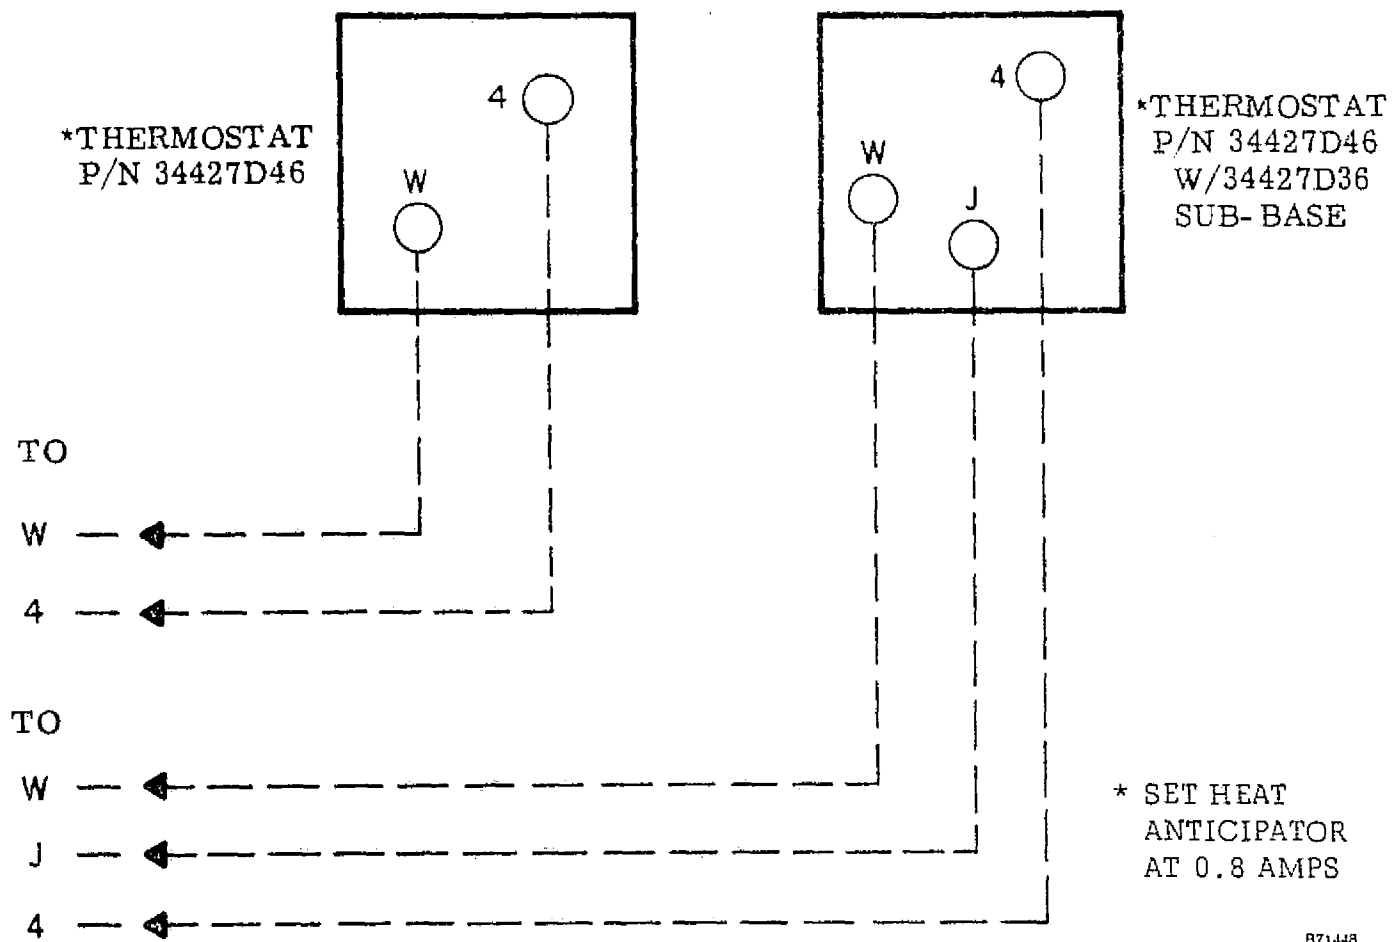 *THERMOSTAT
P/N 34427D46
4
W
*THERMOSTAT
P/N 34427D46
W/34427D36
SUB-BASE
4
W
J
TO
W
4
TO
W
J
4
* SET HEAT
ANTICIPATOR
AT 0.8 AMPS
B71448